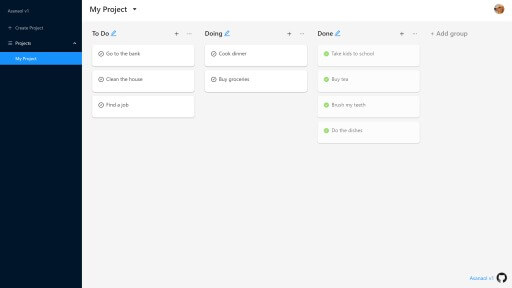 Asanaol v1
My Project
+ Create Project
Projects
My Project
To Do
Doing
Done
+ Add group
Go to the bank
Clean the house
Find a job
Cook dinner
Buy groceries
Take kids to school
Buy tea
Brush my teeth
Do the dishes
Asanaol v1